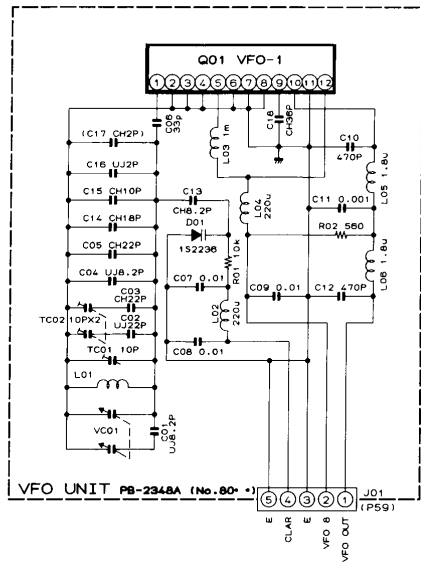 Q01 VFO-1
1 2 3 4 5 6 7 8 9 10 11 12
C06
33P
(C17 CH2P)
C16 UJ2P
C15 CH10P
C14 CH18P
C05 CH22P
C04 UJ8.2P
C03
CH22P
C02
UJ22P
TC02 10PX2
TC01 10P
L01
VC01
C01
UJ8.2P
C13
CH8.2P
D01
1S2236
R01 10k
C07 0.01
L02
220u
C08 0.01
L03 1m
L04
220u
C18
CH36P
C10
470P
L05 1.8u
C11 0.001
R02 560
L06 1.8u
C09 0.01
C12 470P
VFO UNIT PB-2348A (No.80**)
5 4 3 2 1
J01
(P59)
E
CLAR
E
VFO 8
VFO OUT